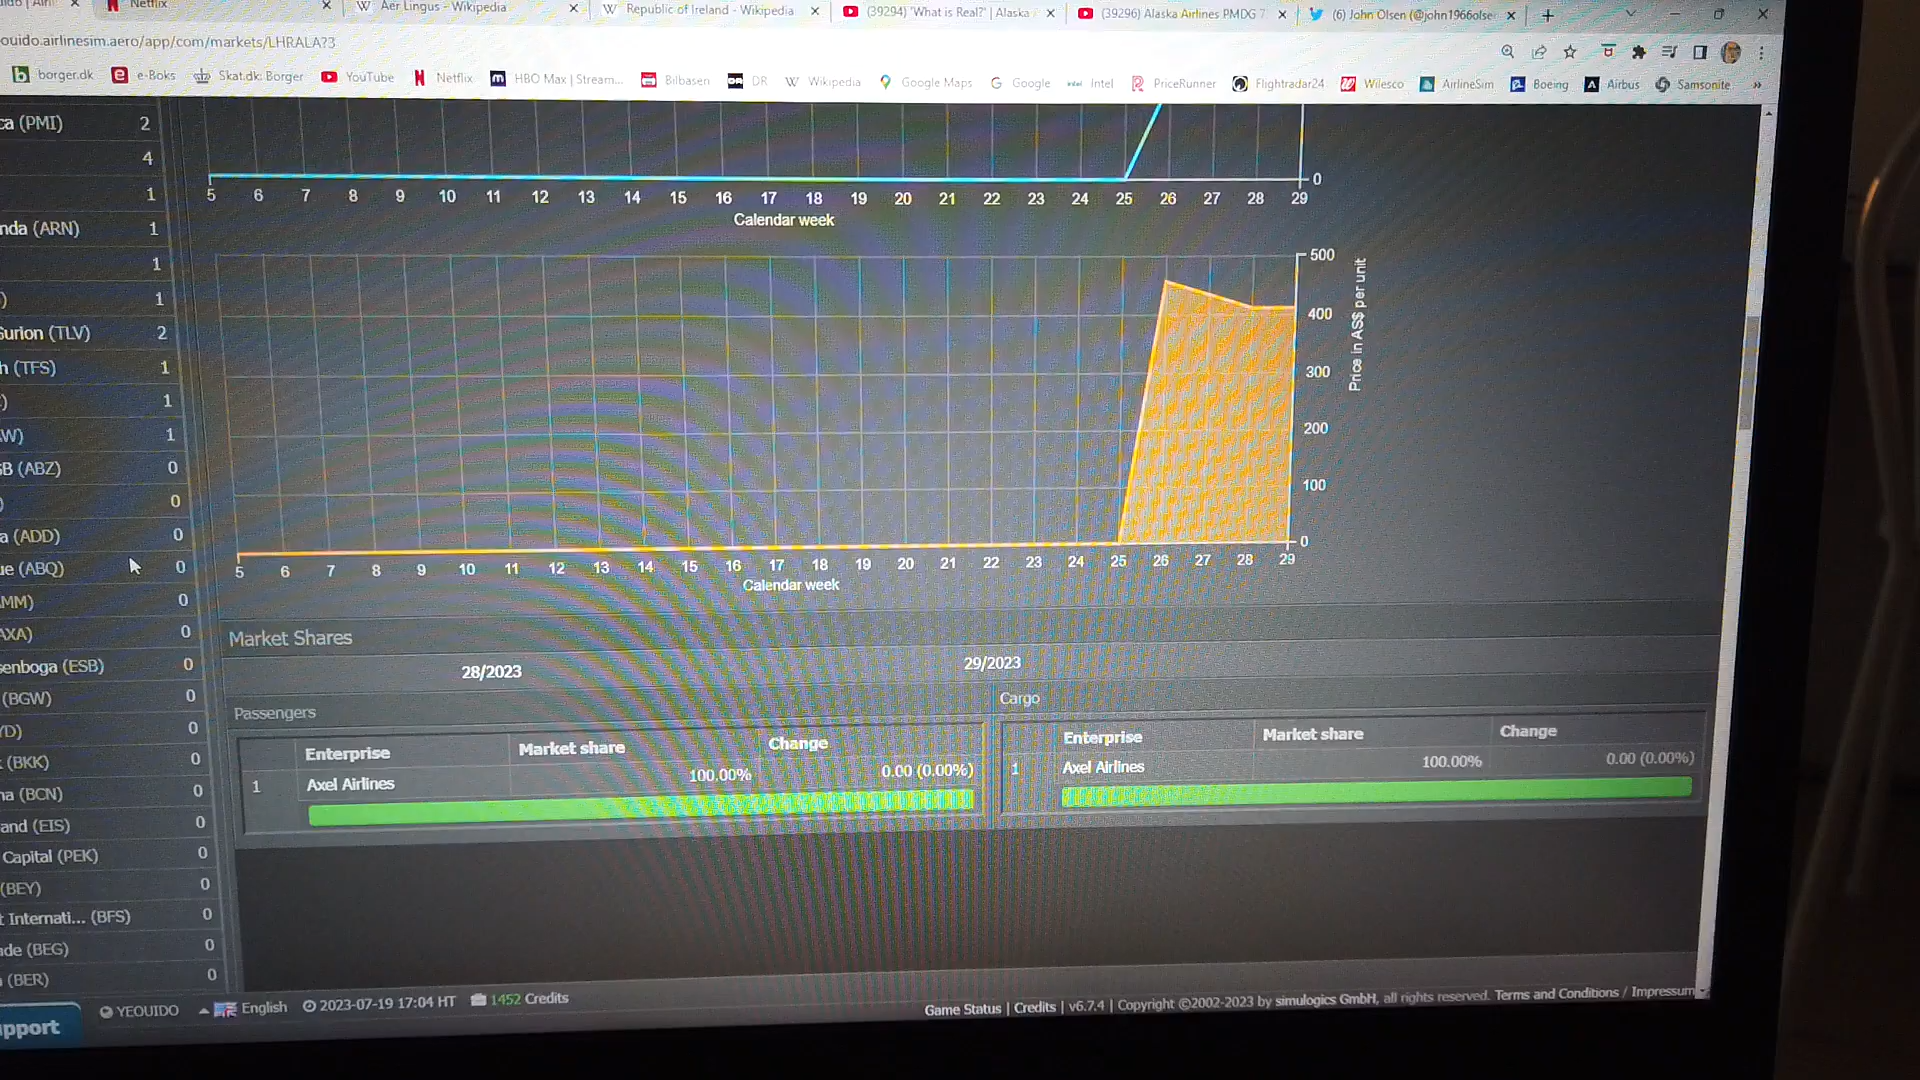 Netflix
Aer Lingus - Wikipedia
Republic of Ireland - Wikipedia
(39294) 'What is Real?' | Alaska
(39296) Alaska Airlines PMDG 7
(6) John Olsen (@john1966olse
ouido.airlinesim.aero/app/com/markets/LHRALA?3
borger.dk
e-Boks
Skat.dk: Borger
YouTube
Netflix
HBO Max | Stream...
Bilbasen
DR
Wikipedia
Google Maps
Google
Intel
PriceRunner
Flightradar24
Wilesco
AirlineSim
Boeing
Airbus
Samsonite
»
ca (PMI) 2
4
1
nda (ARN) 1
1
) 1
Gurion (TLV) 2
h (TFS) 1
) 1
W) 1
GB (ABZ) 0
) 0
a (ADD) 0
ue (ABQ) 0
MM) 0
AXA) 0
senboga (ESB) 0
(BGW) 0
YD) 0
(BKK) 0
na (BCN) 0
and (EIS) 0
Capital (PEK) 0
(BEY) 0
t Internati... (BFS) 0
ade (BEG) 0
(BER) 0
0
5 6 7 8 9 10 11 12 13 14 15 16 17 18 19 20 21 22 23 24 25 26 27 28 29
Calendar week
500
400
300
200
100
0
Price in AS$ per unit
5 6 7 8 9 10 11 12 13 14 15 16 17 18 19 20 21 22 23 24 25 26 27 28 29
Calendar week
Market Shares
28/2023 29/2023
Passengers
Enterprise Market share Change
1 Axel Airlines 100.00% 0.00 (0.00%)
Cargo
Enterprise Market share Change
1 Axel Airlines 100.00% 0.00 (0.00%)
pport
YEOUIDO
English
2023-07-19 17:04 HT
1452 Credits
Game Status | Credits | v6.7.4 | Copyright ©2002-2023 by simulogics GmbH, all rights reserved. Terms and Conditions / Impressum